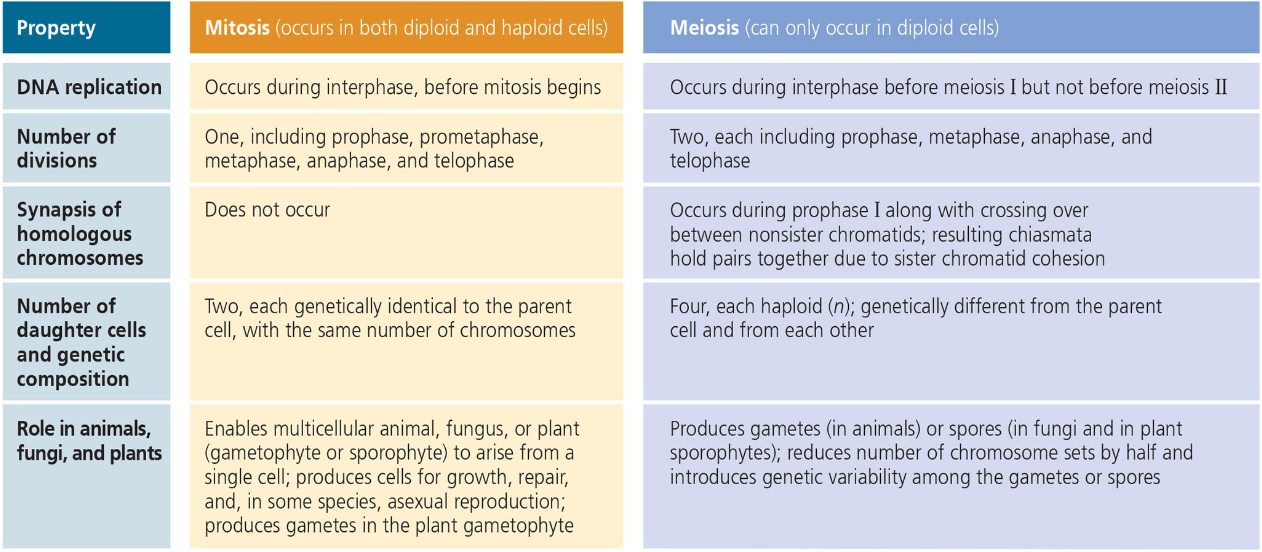 Property
Mitosis (occurs in both diploid and haploid cells)
Meiosis (can only occur in diploid cells)
DNA replication
Occurs during interphase, before mitosis begins
Occurs during interphase before meiosis I but not before meiosis II
Number of
divisions
One, including prophase, prometaphase,
metaphase, anaphase, and telophase
Two, each including prophase, metaphase, anaphase, and
telophase
Synapsis of
homologous
chromosomes
Does not occur
Occurs during prophase I along with crossing over
between nonsister chromatids; resulting chiasmata
hold pairs together due to sister chromatid cohesion
Number of
daughter cells
and genetic
composition
Two, each genetically identical to the parent
cell, with the same number of chromosomes
Four, each haploid (n); genetically different from the parent
cell and from each other
Role in animals,
fungi, and plants
Enables multicellular animal, fungus, or plant
(gametophyte or sporophyte) to arise from a
single cell; produces cells for growth, repair,
and, in some species, asexual reproduction;
produces gametes in the plant gametophyte
Produces gametes (in animals) or spores (in fungi and in plant
sporophytes); reduces number of chromosome sets by half and
introduces genetic variability among the gametes or spores